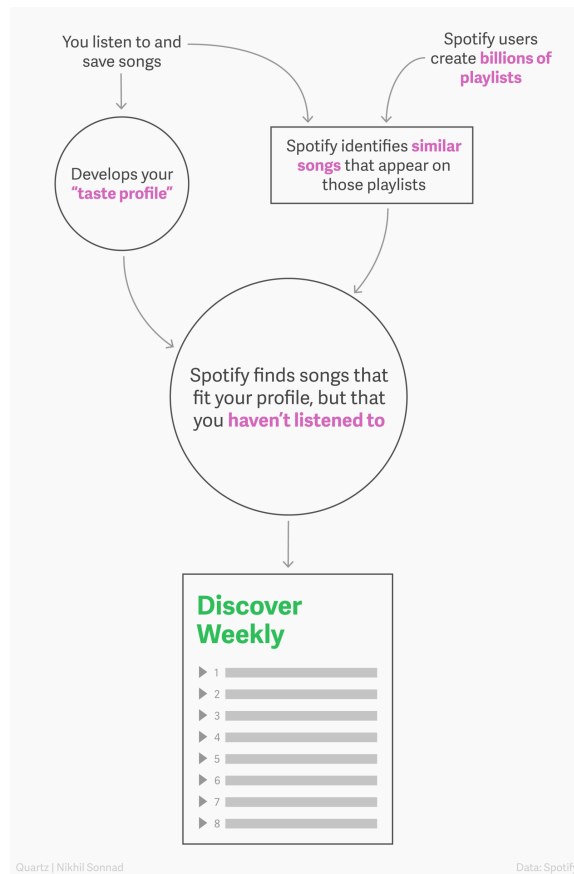 You listen to and
save songs
Spotify users
create billions of
playlists
Develops your
“taste profile”
Spotify identifies similar
songs that appear on
those playlists
Spotify finds songs that
fit your profile, but that
you haven’t listened to
Discover
Weekly
1
2
3
4
5
6
7
8
Quartz | Nikhil Sonnad
Data: Spotify